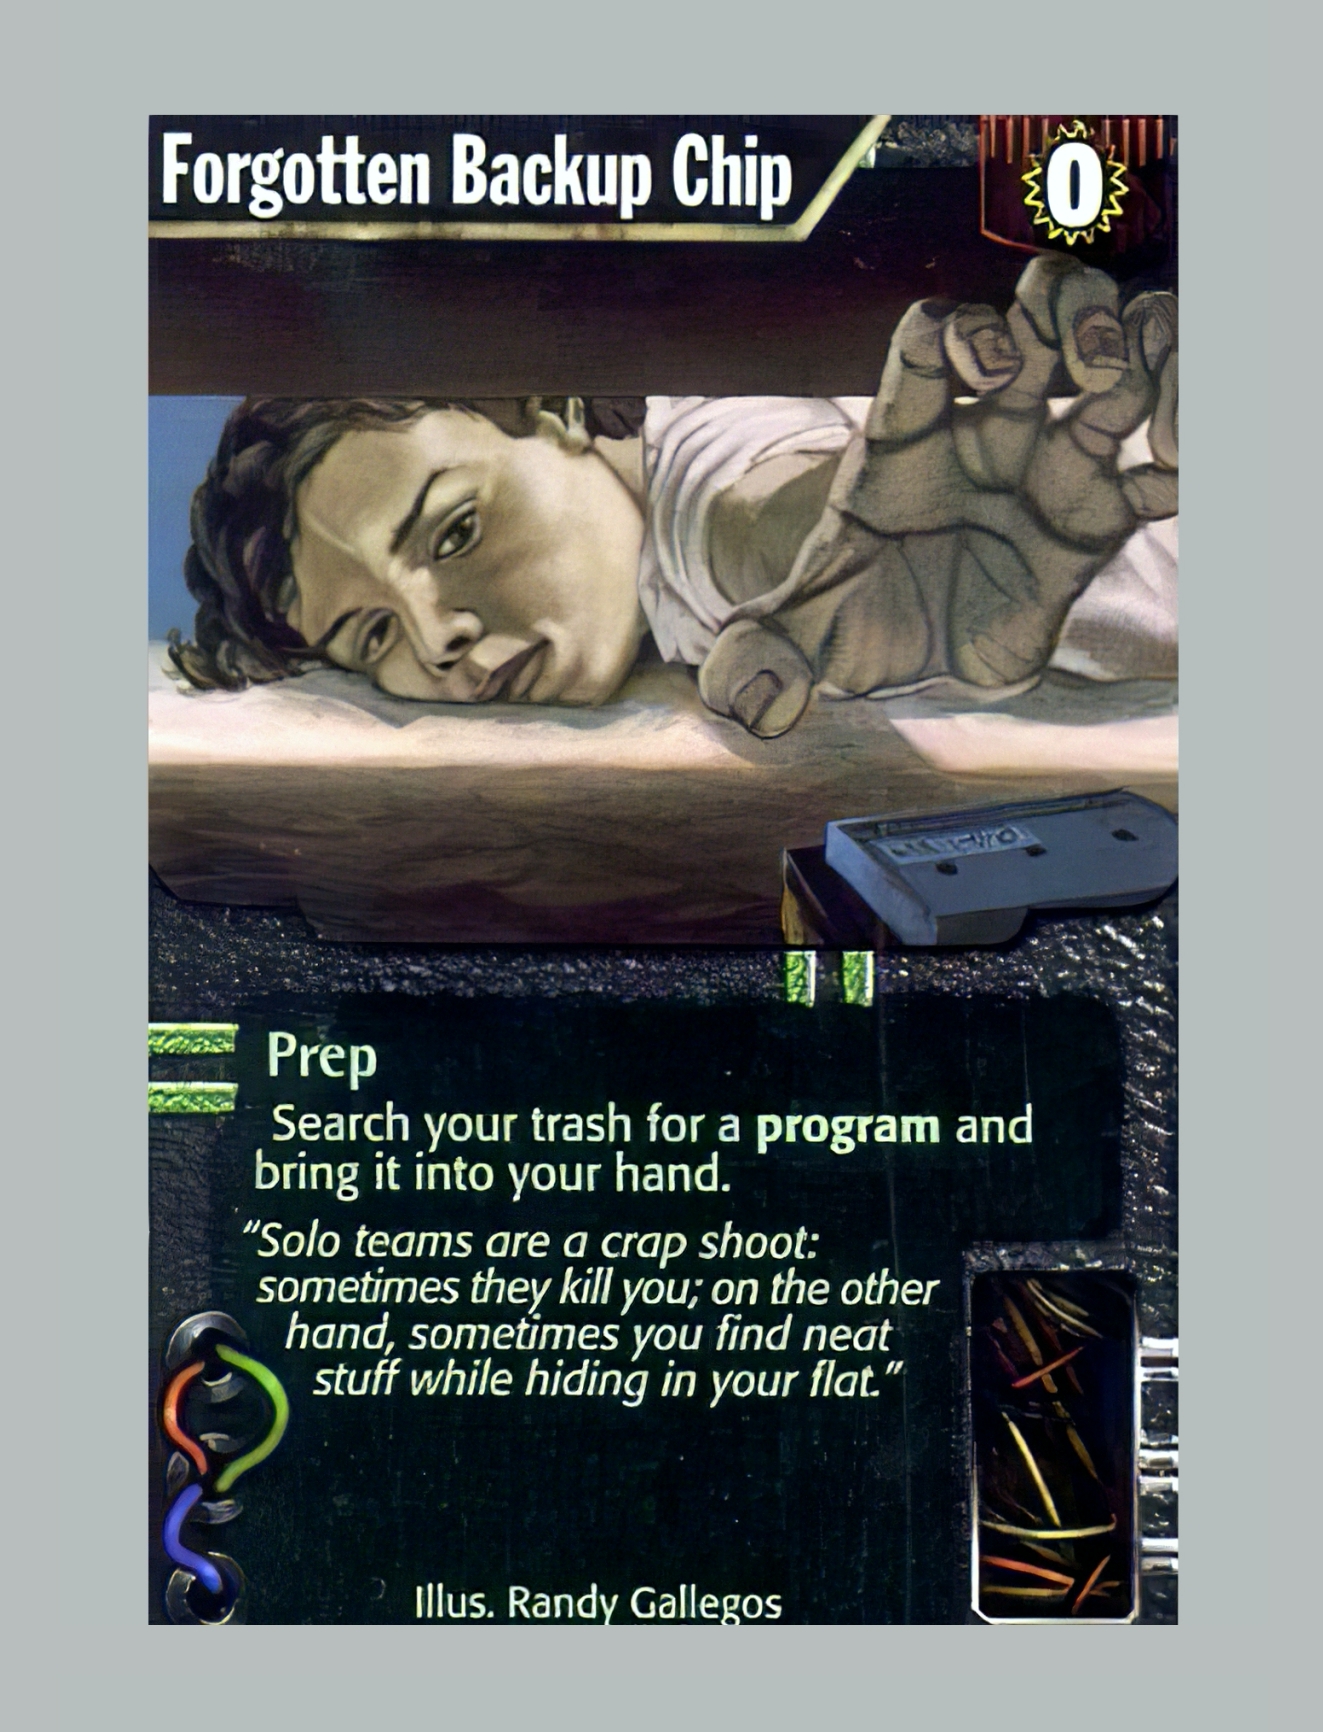 Forgotten Backup Chip
0
Prep
Search your trash for a program and
bring it into your hand.
"Solo teams are a crap shoot:
sometimes they kill you; on the other
hand, sometimes you find neat
stuff while hiding in your flat."
Illus. Randy Gallegos